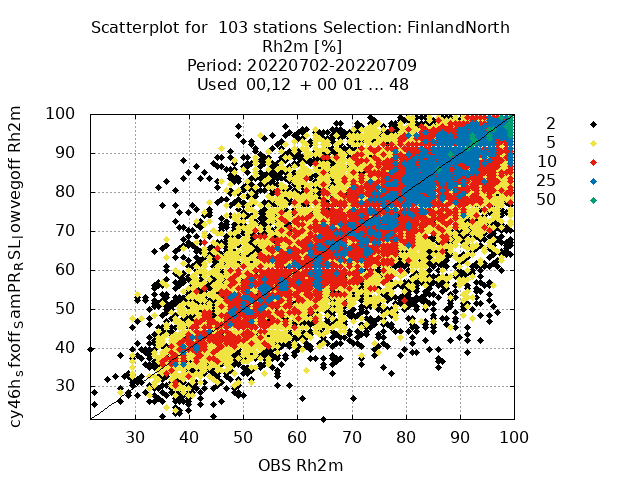 Scatterplot for 103 stations Selection: FinlandNorth
Rh2m [%]
Period: 20220702-20220709
Used 00,12 + 00 01 ... 48
cy46h_sfxoff_samPR_RSL_lowvegoff Rh2m
100
90
80
70
60
50
40
30
30 40 50 60 70 80 90 100
OBS Rh2m
2
5
10
25
50